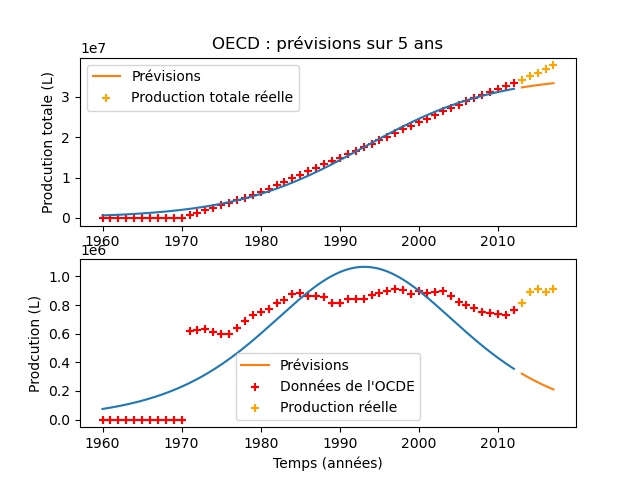 OECD : prévisions sur 5 ans
1e7
Prodcution totale (L)
3
2
1
0
Prévisions
Production totale réelle
1960 1970 1980 1990 2000 2010
1e6
Prodcution (L)
1.0
0.8
0.6
0.4
0.2
0.0
Prévisions
Données de l'OCDE
Production réelle
1960 1970 1980 1990 2000 2010
Temps (années)